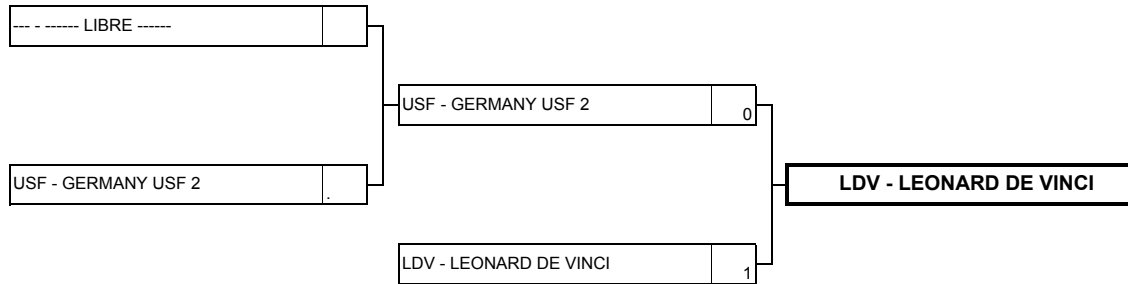 --- - ------ LIBRE ------
USF - GERMANY USF 2 0
USF - GERMANY USF 2 .
LDV - LEONARD DE VINCI
LDV - LEONARD DE VINCI 1